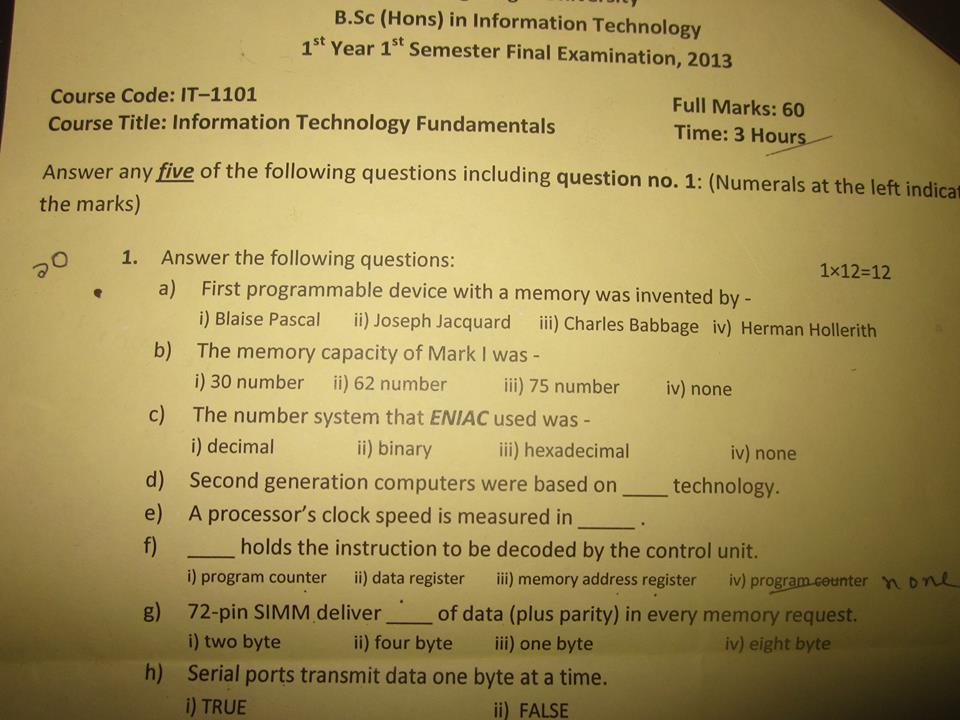 B.Sc (Hons) in Information Technology
1st Year 1st Semester Final Examination, 2013
Course Code: IT–1101
Full Marks: 60
Course Title: Information Technology Fundamentals
Time: 3 Hours
Answer any five of the following questions including question no. 1: (Numerals at the left indicat
the marks)
20
1. Answer the following questions: 1×12=12
a) First programmable device with a memory was invented by -
i) Blaise Pascal ii) Joseph Jacquard iii) Charles Babbage iv) Herman Hollerith
b) The memory capacity of Mark I was -
i) 30 number ii) 62 number iii) 75 number iv) none
c) The number system that ENIAC used was -
i) decimal ii) binary iii) hexadecimal iv) none
d) Second generation computers were based on ____ technology.
e) A processor's clock speed is measured in _____ .
f) ____ holds the instruction to be decoded by the control unit.
i) program counter ii) data register iii) memory address register iv) program counter none
g) 72-pin SIMM deliver ____ of data (plus parity) in every memory request.
i) two byte ii) four byte iii) one byte iv) eight byte
h) Serial ports transmit data one byte at a time.
i) TRUE ii) FALSE